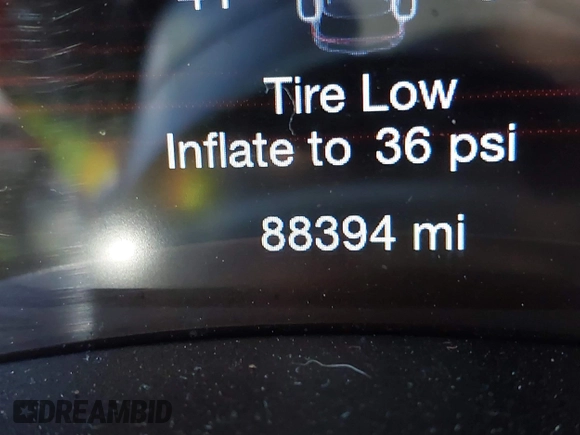 Tire Low
Inflate to 36 psi
88394 mi
DREAMBID